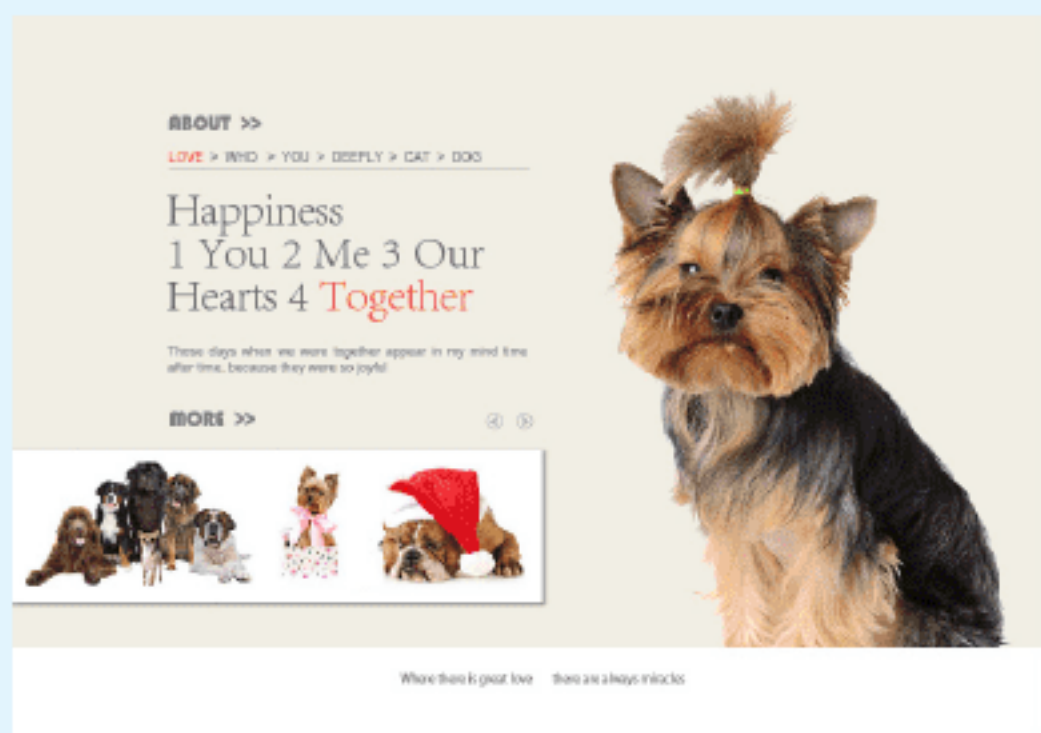 ABOUT >>
LOVE > WHO > YOU > DEEPLY > CAT > DOG
Happiness
1 You 2 Me 3 Our
Hearts 4 Together
Those days when we were together appear in my mind time
after time, because they were so joyful
MORE >>
Where there is great love there are always miracles